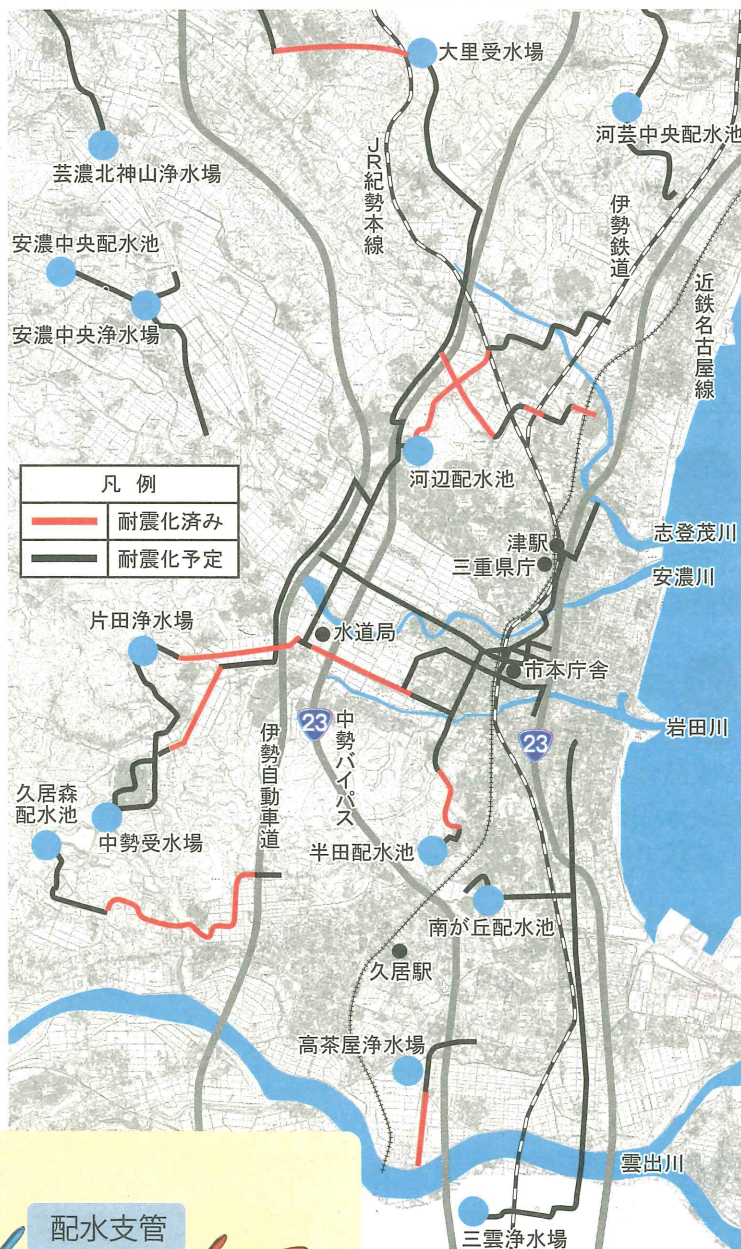 大里受水場
河芸中央配水池
芸濃北神山浄水場
JR紀勢本線
伊勢鉄道
安濃中央配水池
近鉄名古屋線
安濃中央浄水場
河辺配水池
凡例
耐震化済み
耐震化予定
志登茂川
津駅
三重県庁
安濃川
片田浄水場
水道局
市本庁舎
岩田川
23
中勢バイパス
23
伊勢自動車道
久居森
配水池
中勢受水場
半田配水池
南が丘配水池
久居駅
高茶屋浄水場
雲出川
配水支管
三雲浄水場